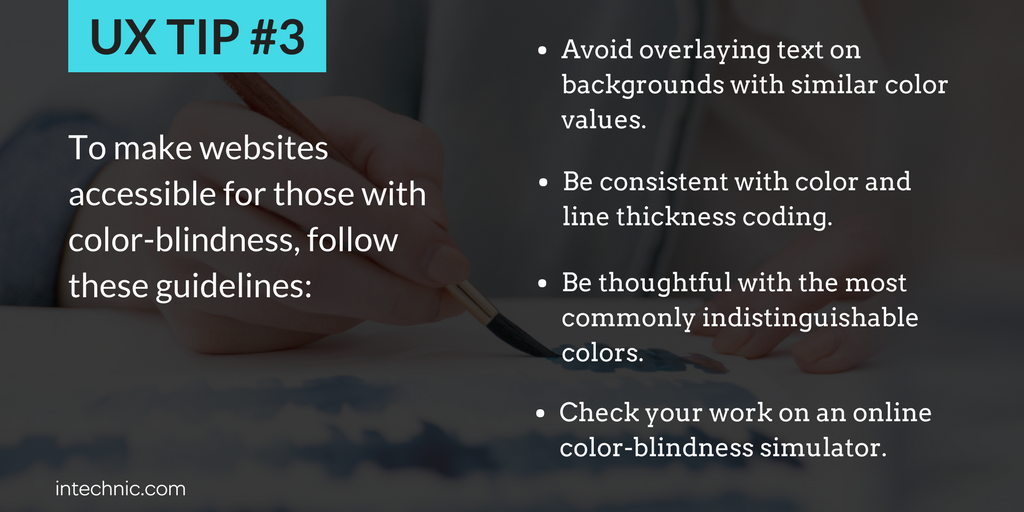 UX TIP #3
To make websites
accessible for those with
color-blindness, follow
these guidelines:
• Avoid overlaying text on
backgrounds with similar color
values.
• Be consistent with color and
line thickness coding.
• Be thoughtful with the most
commonly indistinguishable
colors.
• Check your work on an online
color-blindness simulator.
intechnic.com